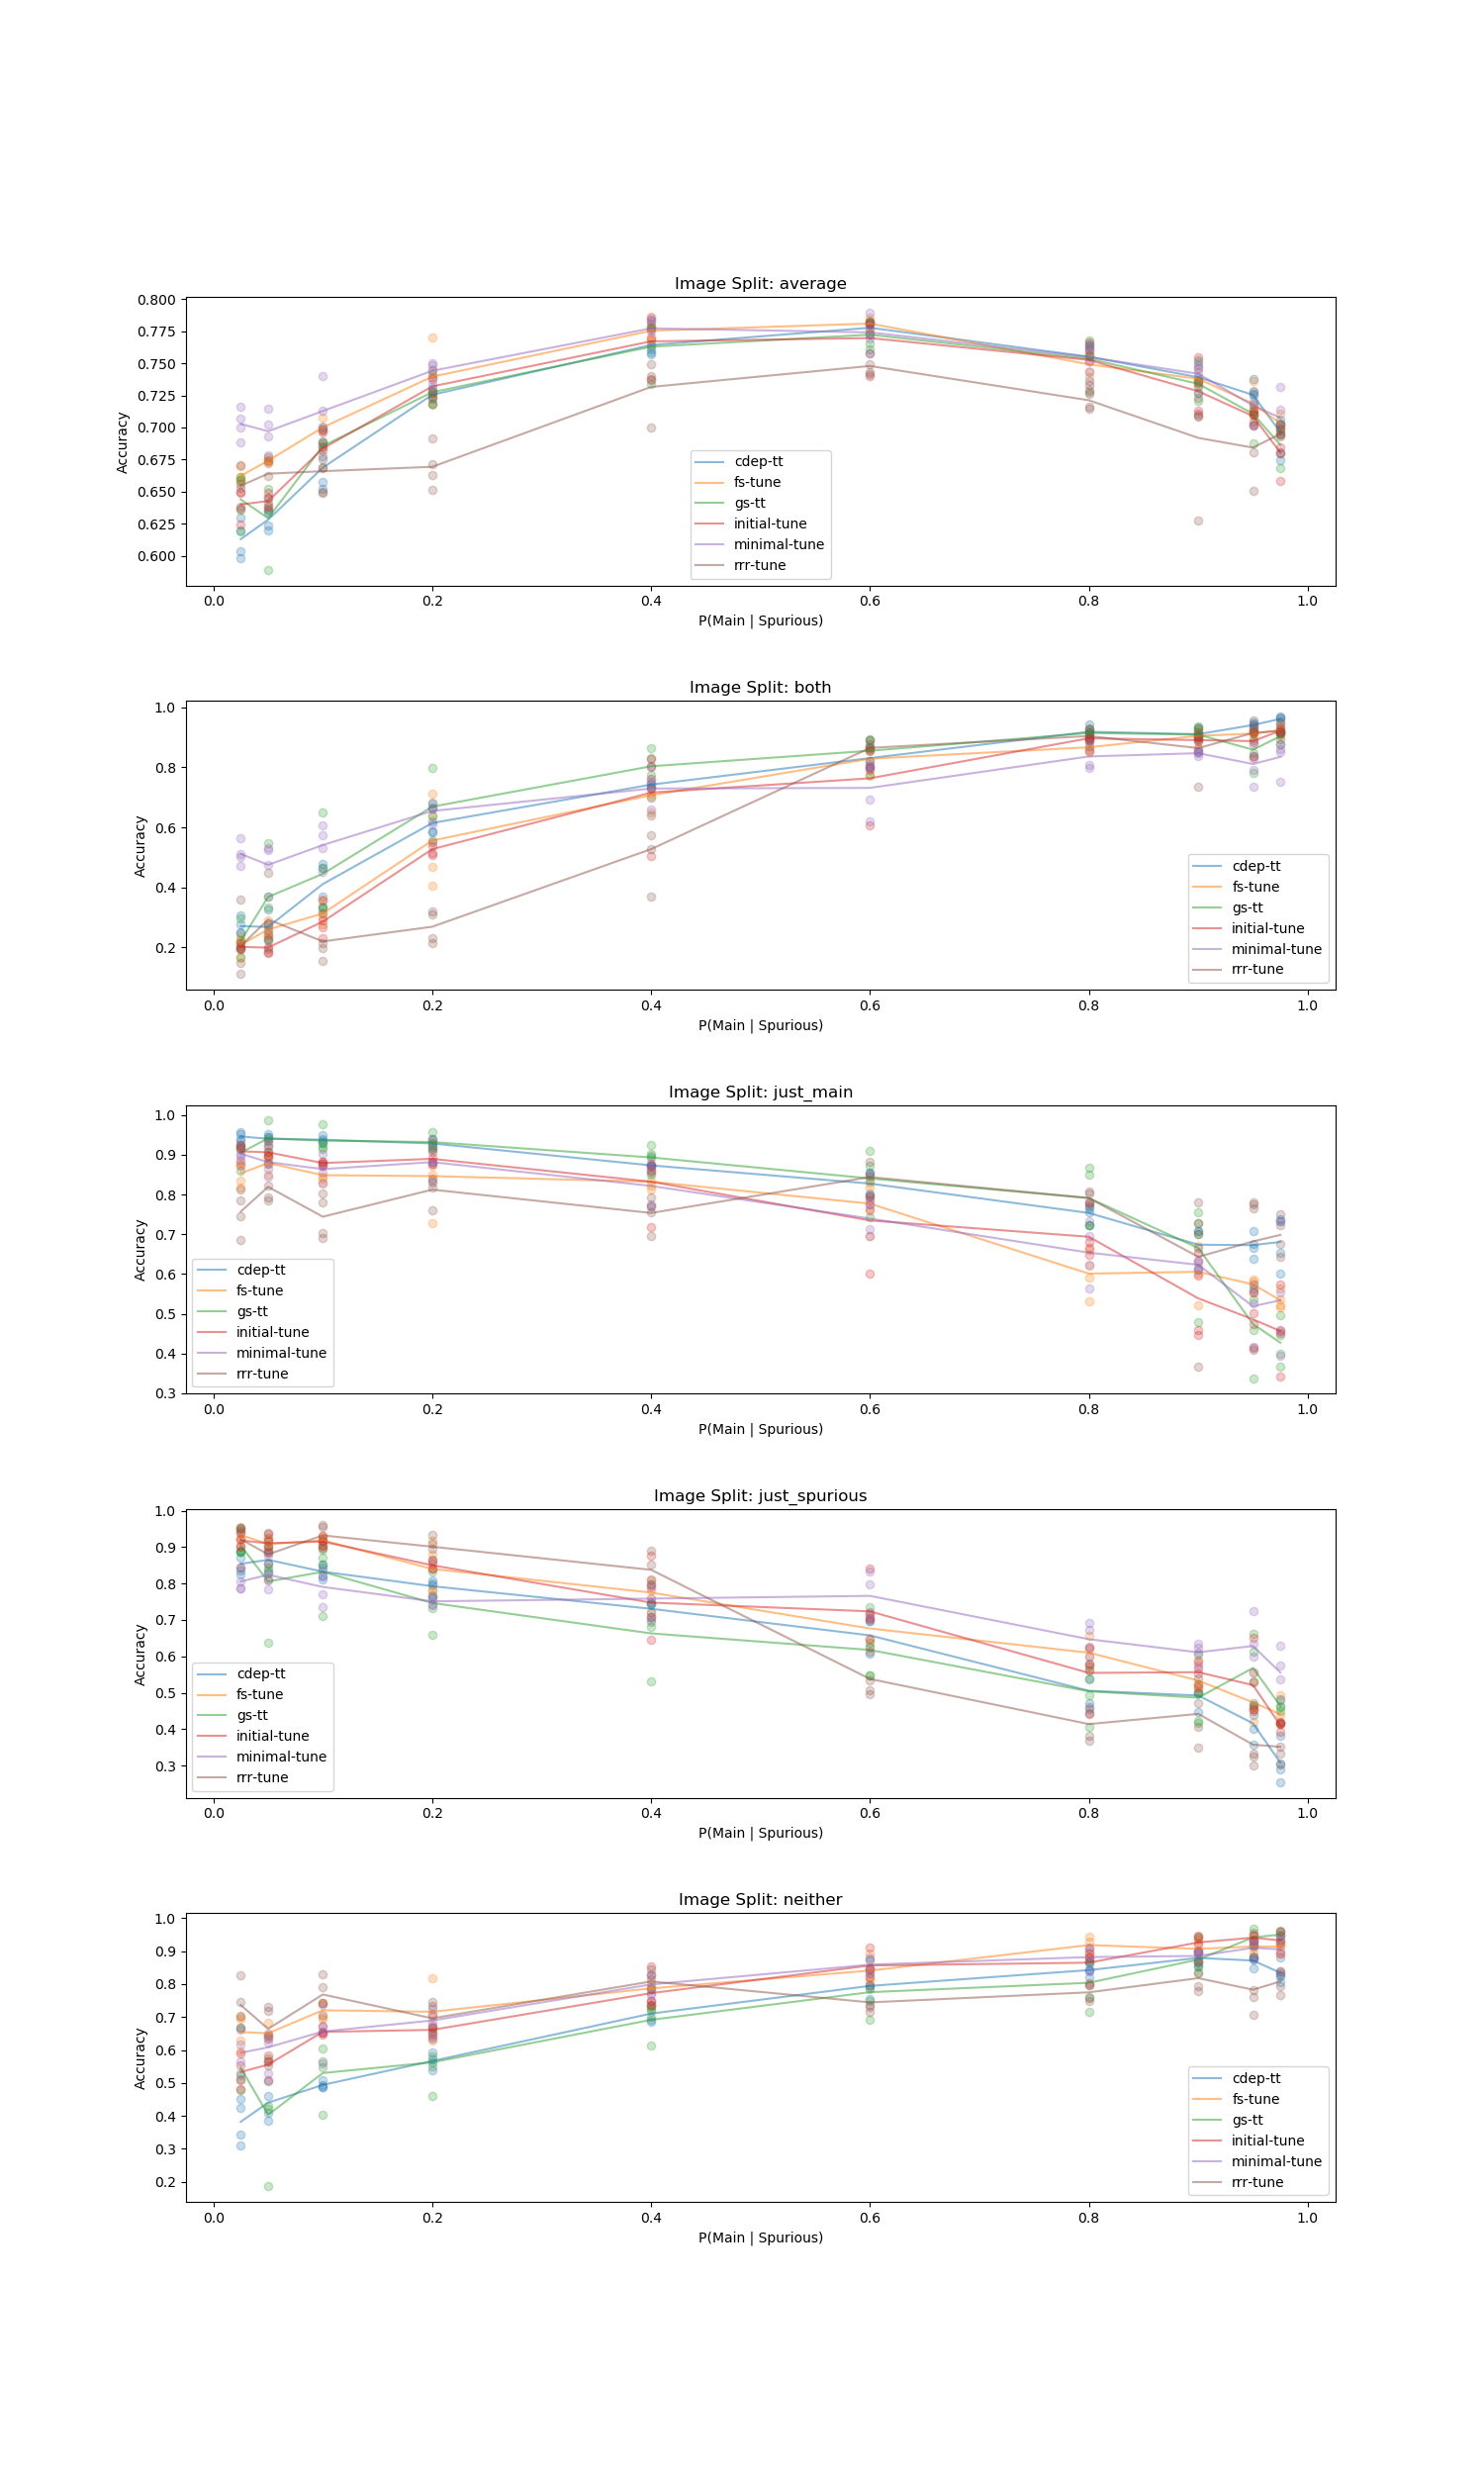 Image Split: average
0.800
0.775
0.750
0.725
0.700
0.675
0.650
0.625
0.600
Accuracy
cdep-tt
fs-tune
gs-tt
initial-tune
minimal-tune
rrr-tune
0.0 0.2 0.4 0.6 0.8 1.0
P(Main | Spurious)
Image Split: both
1.0
0.8
0.6
0.4
0.2
Accuracy
cdep-tt
fs-tune
gs-tt
initial-tune
minimal-tune
rrr-tune
0.0 0.2 0.4 0.6 0.8 1.0
P(Main | Spurious)
Image Split: just_main
1.0
0.9
0.8
0.7
0.6
0.5
0.4
0.3
Accuracy
cdep-tt
fs-tune
gs-tt
initial-tune
minimal-tune
rrr-tune
0.0 0.2 0.4 0.6 0.8 1.0
P(Main | Spurious)
Image Split: just_spurious
1.0
0.9
0.8
0.7
0.6
0.5
0.4
0.3
Accuracy
cdep-tt
fs-tune
gs-tt
initial-tune
minimal-tune
rrr-tune
0.0 0.2 0.4 0.6 0.8 1.0
P(Main | Spurious)
Image Split: neither
1.0
0.9
0.8
0.7
0.6
0.5
0.4
0.3
0.2
Accuracy
cdep-tt
fs-tune
gs-tt
initial-tune
minimal-tune
rrr-tune
0.0 0.2 0.4 0.6 0.8 1.0
P(Main | Spurious)